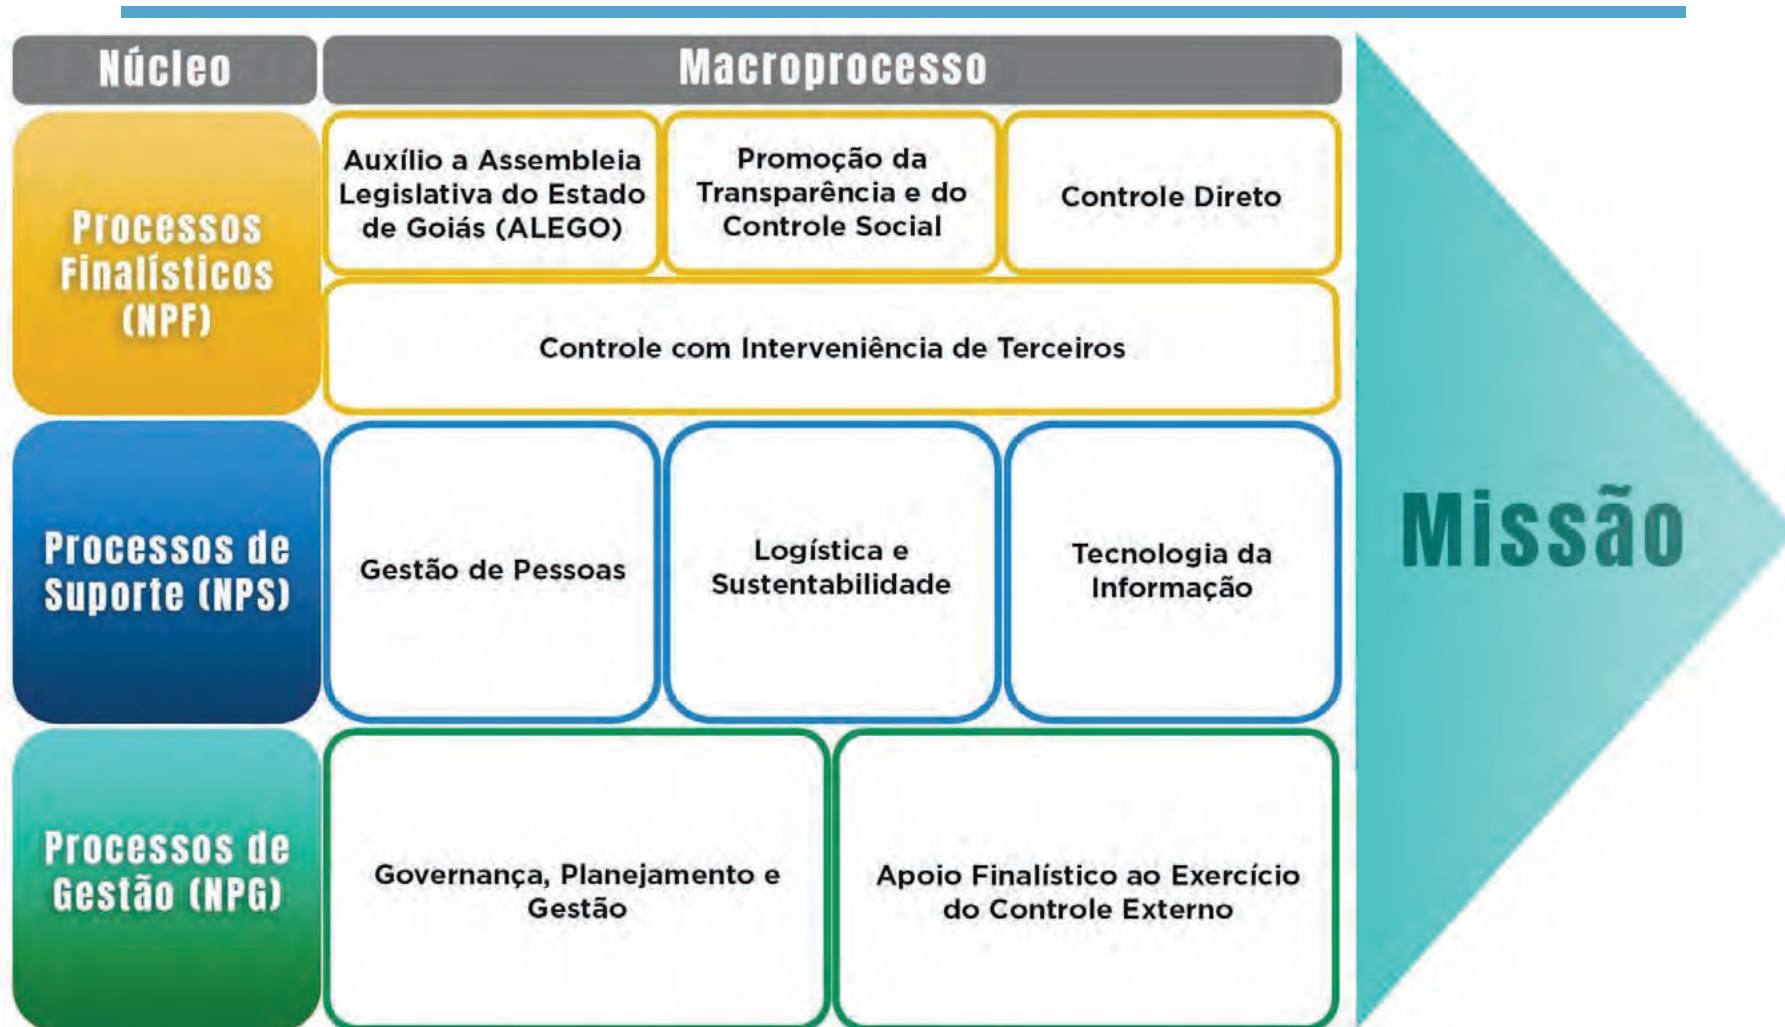 Núcleo
Macroprocesso
Processos
Finalísticos
(NPF)
Auxílio a Assembleia
Legislativa do Estado
de Goiás (ALEGO)
Promoção da
Transparência e do
Controle Social
Controle Direto
Controle com Interveniência de Terceiros
Processos de
Suporte (NPS)
Gestão de Pessoas
Logística e
Sustentabilidade
Tecnologia da
Informação
Processos de
Gestão (NPG)
Governança, Planejamento e
Gestão
Apoio Finalístico ao Exercício
do Controle Externo
Missão